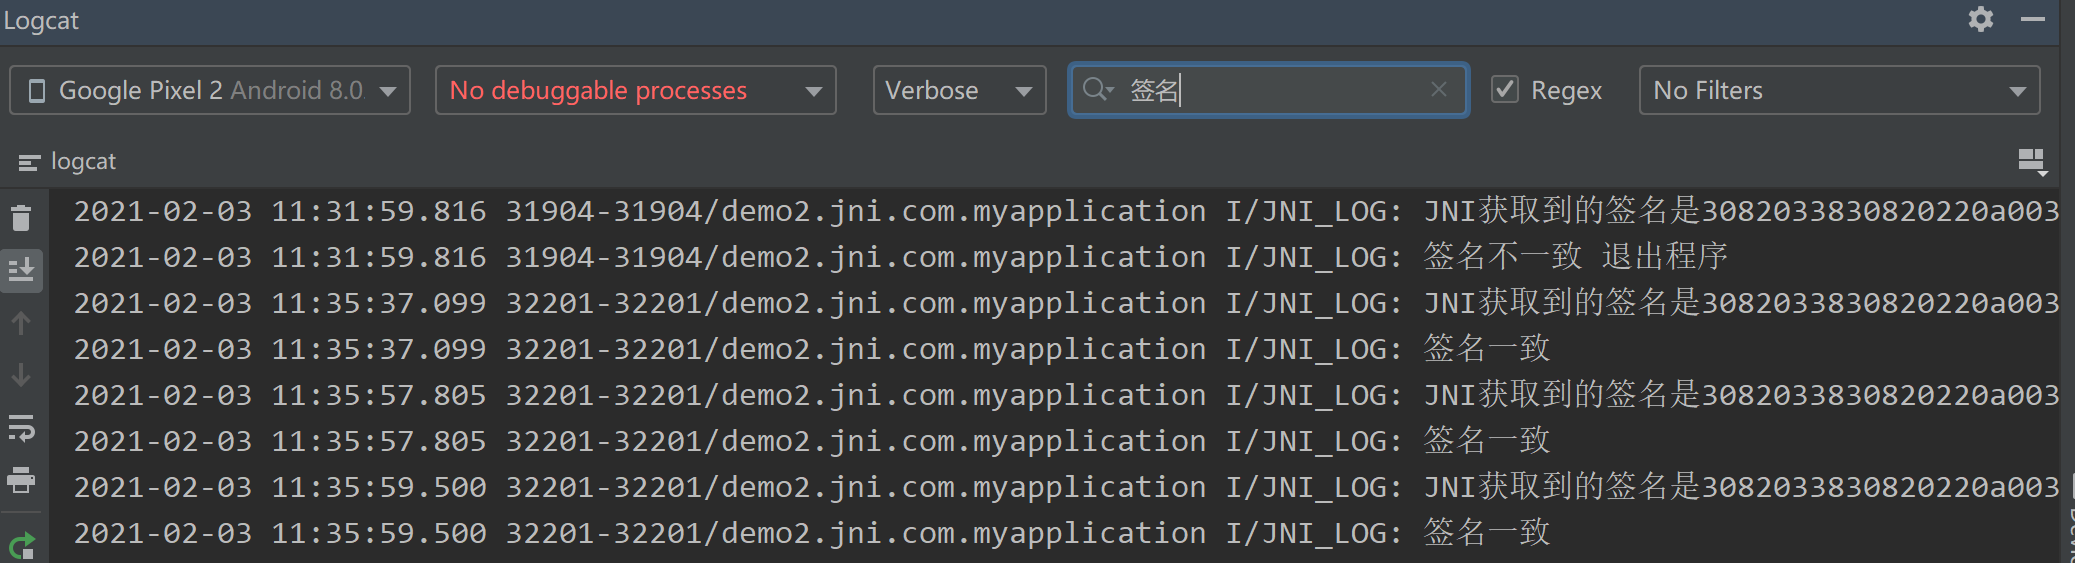 Logcat
Google Pixel 2 Android 8.0 No debuggable processes Verbose 签名 Regex No Filters
logcat
2021-02-03 11:31:59.816 31904-31904/demo2.jni.com.myapplication I/JNI_LOG: JNI获取到的签名是3082033830820220a003
2021-02-03 11:31:59.816 31904-31904/demo2.jni.com.myapplication I/JNI_LOG: 签名不一致 退出程序
2021-02-03 11:35:37.099 32201-32201/demo2.jni.com.myapplication I/JNI_LOG: JNI获取到的签名是3082033830820220a003
2021-02-03 11:35:37.099 32201-32201/demo2.jni.com.myapplication I/JNI_LOG: 签名一致
2021-02-03 11:35:57.805 32201-32201/demo2.jni.com.myapplication I/JNI_LOG: JNI获取到的签名是3082033830820220a003
2021-02-03 11:35:57.805 32201-32201/demo2.jni.com.myapplication I/JNI_LOG: 签名一致
2021-02-03 11:35:59.500 32201-32201/demo2.jni.com.myapplication I/JNI_LOG: JNI获取到的签名是3082033830820220a003
2021-02-03 11:35:59.500 32201-32201/demo2.jni.com.myapplication I/JNI_LOG: 签名一致